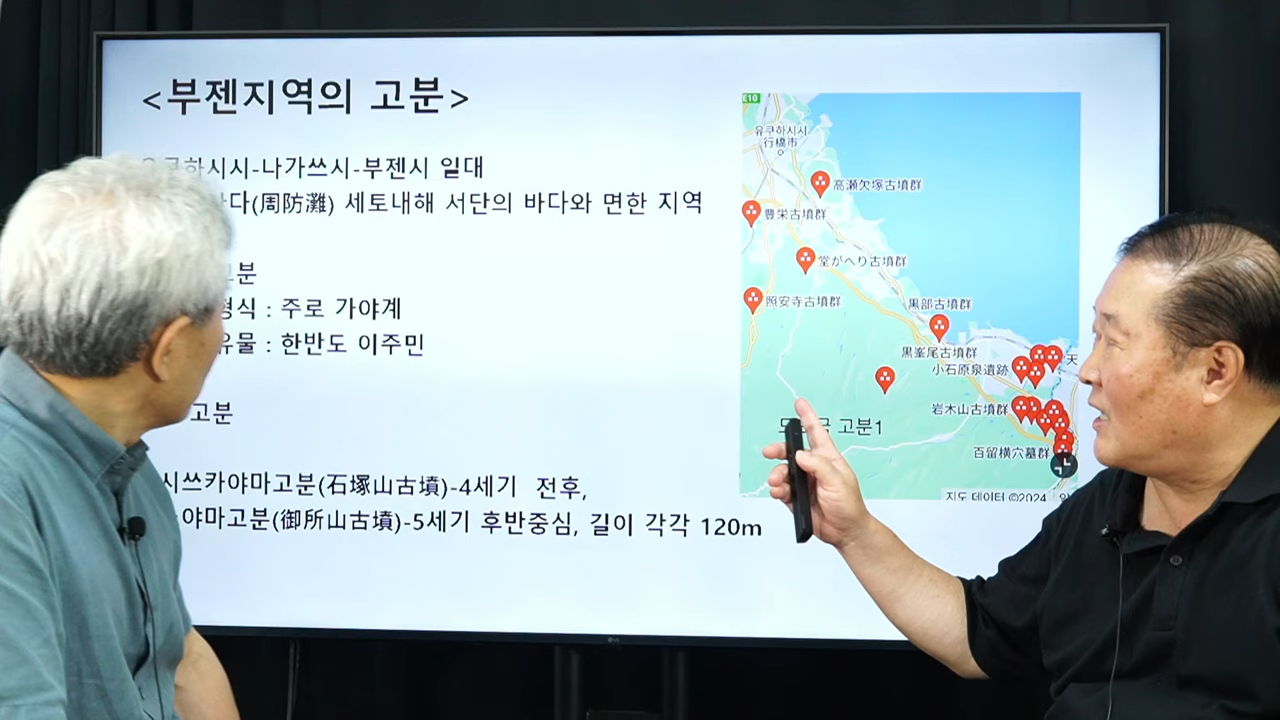 <부젠지역의 고분>
유쿠하시시-나가쓰시-부젠시 일대
(周防灘) 세토내해 서단의 바다와 면한 지역
고분
형식 : 주로 가야계
유물 : 한반도 이주민
고분
시쓰카야마고분(石塚山古墳)-4세기 전후,
야마고분(御所山古墳)-5세기 후반중심, 길이 각각 120m
E10
유쿠하시시
行橋市
高瀬欠塚古墳群
豊栄古墳群
堂がへり古墳群
照安寺古墳群
黒部古墳群
黒峯尾古墳群
小石原泉遺跡
天
岩木山古墳群
고분1
百留横穴墓群
지도 데이터 ©2024
LG